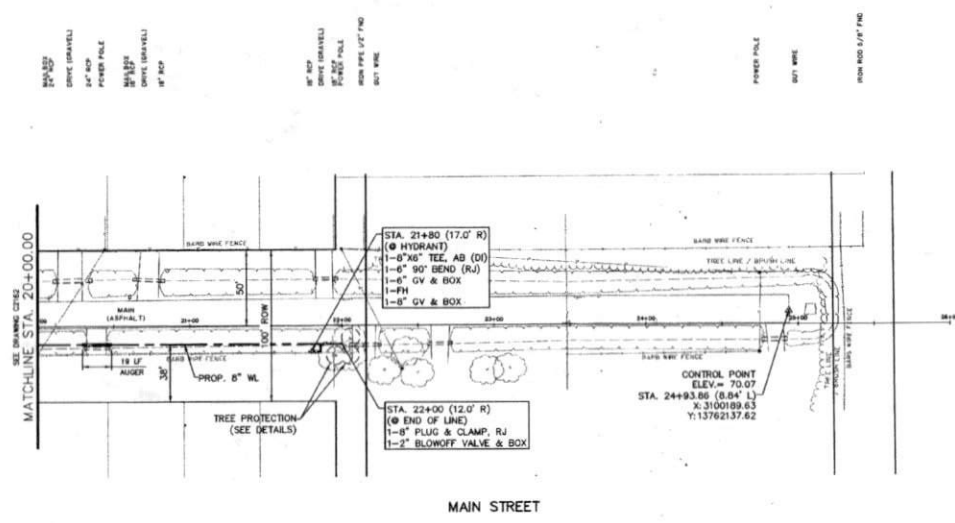 MAILBOX
24" RCP
DRIVE (GRAVEL)
24" RCP
POWER POLE
MAILBOX
18" RCP
DRIVE (GRAVEL)
18" RCP
18" RCP
DRIVE (GRAVEL)
18" RCP
POWER POLE
IRON PIPE 1/2" FND
GUY WIRE
POWER POLE
GUY WIRE
IRON ROD 5/8" FND
SEE DRAWING C2162
MATCHLINE STA. 20+00.00
BARB WIRE FENCE
BARB WIRE FENCE
TREE LINE / BRUSH LINE
50'
100' ROW
MAIN
(ASPHALT)
21+00
22+00
23+00
24+00
25+00
STA. 21+80 (17.0' R)
(@ HYDRANT)
1-8"X6" TEE, AB (DI)
1-6" 90° BEND (RJ)
1-6" GV & BOX
1-FH
1-8" GV & BOX
19 LF
AUGER
BARB WIRE FENCE
38'
PROP. 8" WL
TREE PROTECTION
(SEE DETAILS)
STA. 22+00 (12.0' R)
(@ END OF LINE)
1-8" PLUG & CLAMP, RJ
1-2" BLOWOFF VALVE & BOX
BARB WIRE FENCE
CONTROL POINT
ELEV.= 70.07
STA. 24+93.86 (8.84' L)
X: 3100189.63
Y: 13762137.62
TREE LINE
/ BRUSH LINE
BARB WIRE FENCE
MAIN STREET